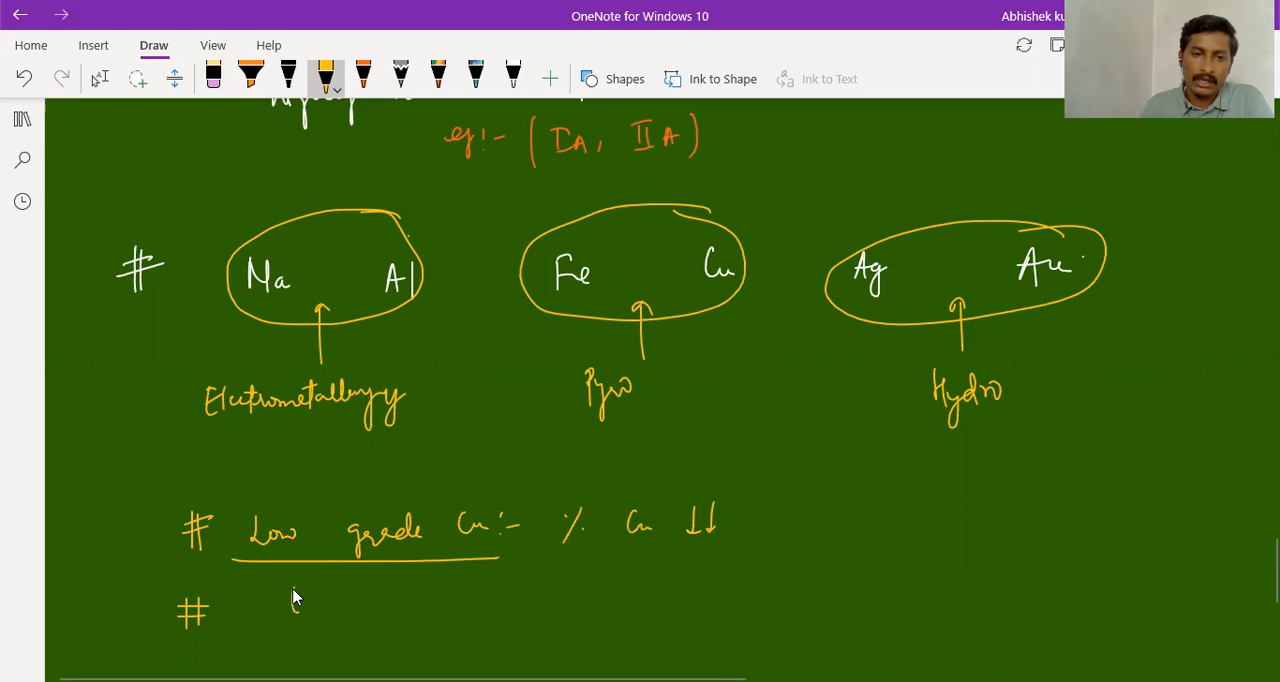 OneNote for Windows 10
Abhishek ku
Home Insert Draw View Help
Shapes Ink to Shape Ink to Text
eg:- (IA, IIA)
# Na Al Fe Cu Ag Au
Electrometallurgy Pyro Hydro
# Low grade Cu:- % Cu ↓↓
#